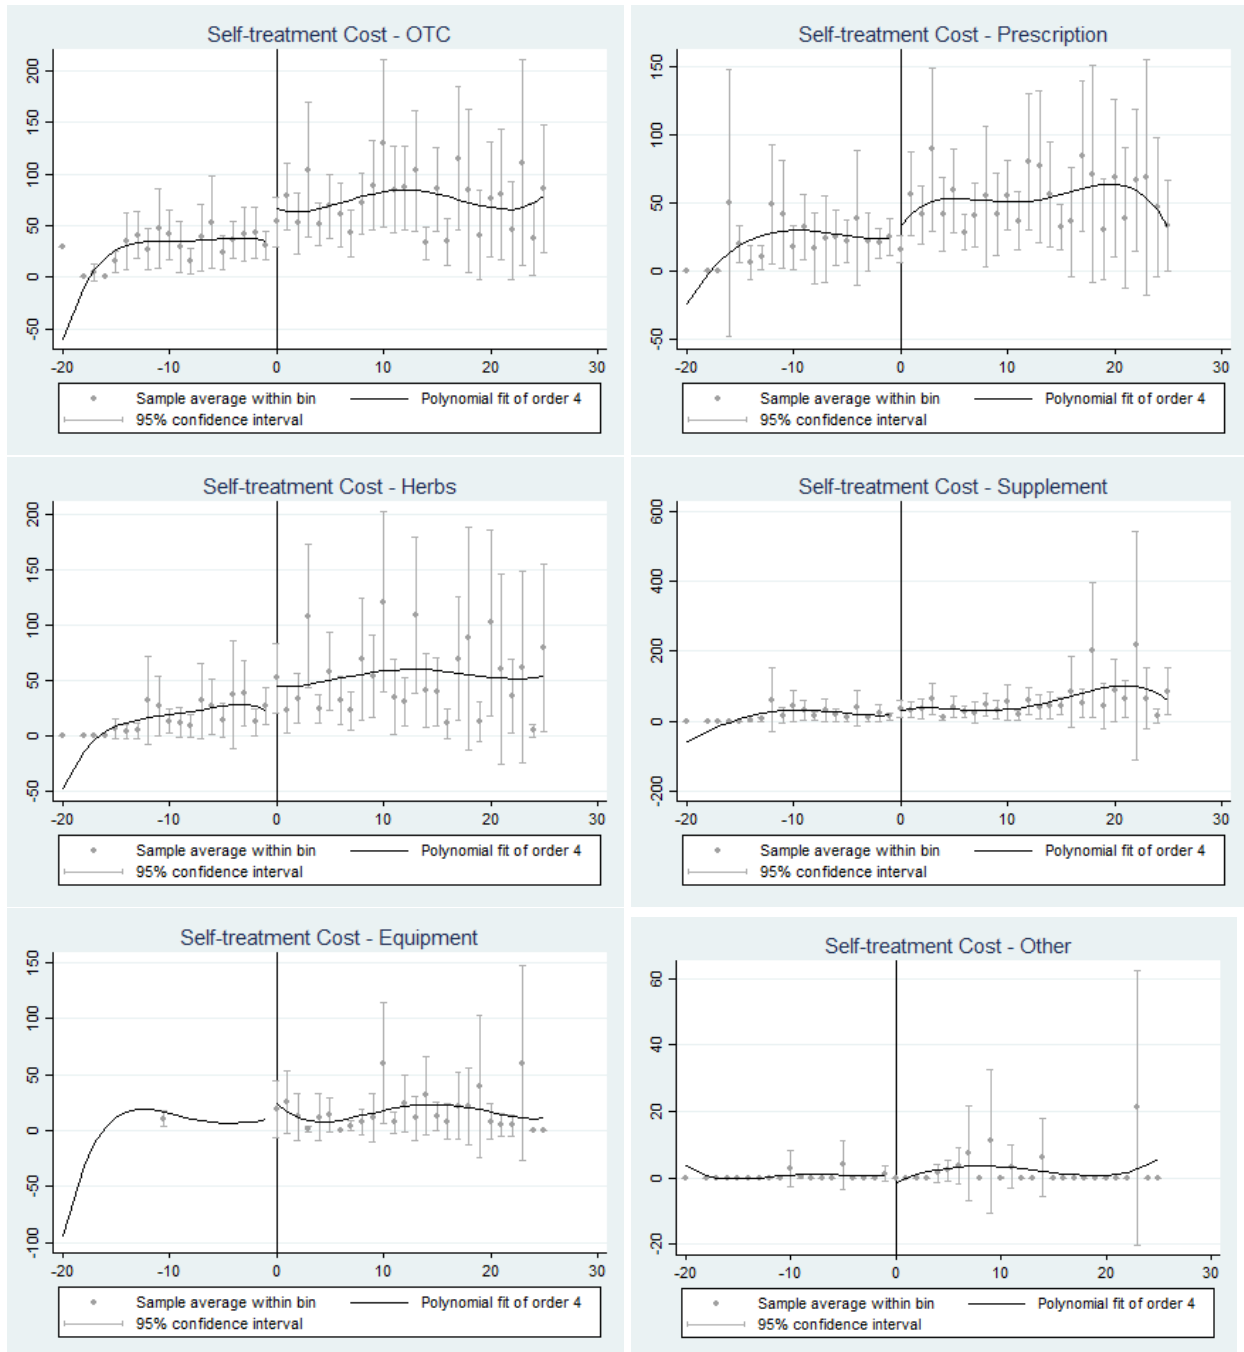 Self-treatment Cost - OTC
200
150
100
50
0
-50
-20 -10 0 10 20 30
Sample average within bin Polynomial fit of order 4
95% confidence interval
Self-treatment Cost - Prescription
150
100
50
0
-50
-20 -10 0 10 20 30
Sample average within bin Polynomial fit of order 4
95% confidence interval
Self-treatment Cost - Herbs
200
150
100
50
0
-50
-20 -10 0 10 20 30
Sample average within bin Polynomial fit of order 4
95% confidence interval
Self-treatment Cost - Supplement
600
400
200
0
-200
-20 -10 0 10 20 30
Sample average within bin Polynomial fit of order 4
95% confidence interval
Self-treatment Cost - Equipment
150
100
50
0
-50
-100
-20 -10 0 10 20 30
Sample average within bin Polynomial fit of order 4
95% confidence interval
Self-treatment Cost - Other
60
40
20
0
-20
-20 -10 0 10 20 30
Sample average within bin Polynomial fit of order 4
95% confidence interval